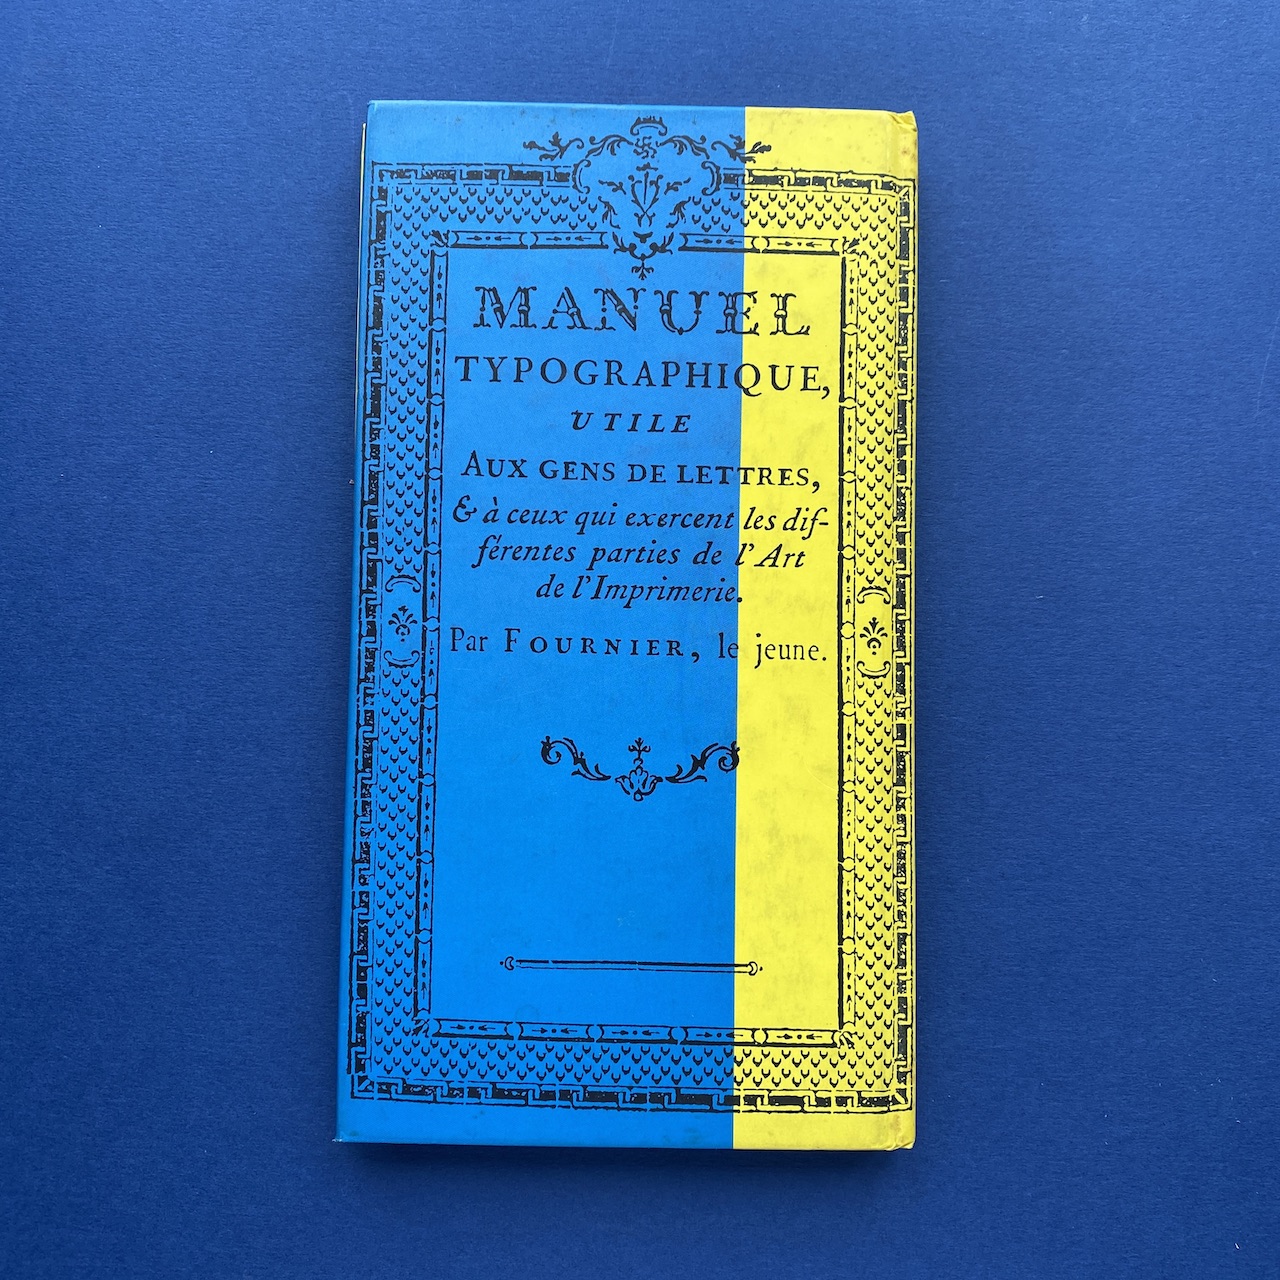 MANUEL
TYPOGRAPHIQUE,
UTILE
AUX GENS DE LETTRES,
& à ceux qui exercent les dif-
férentes parties de l'Art
de l'Imprimerie.
Par FOURNIER, le jeune.